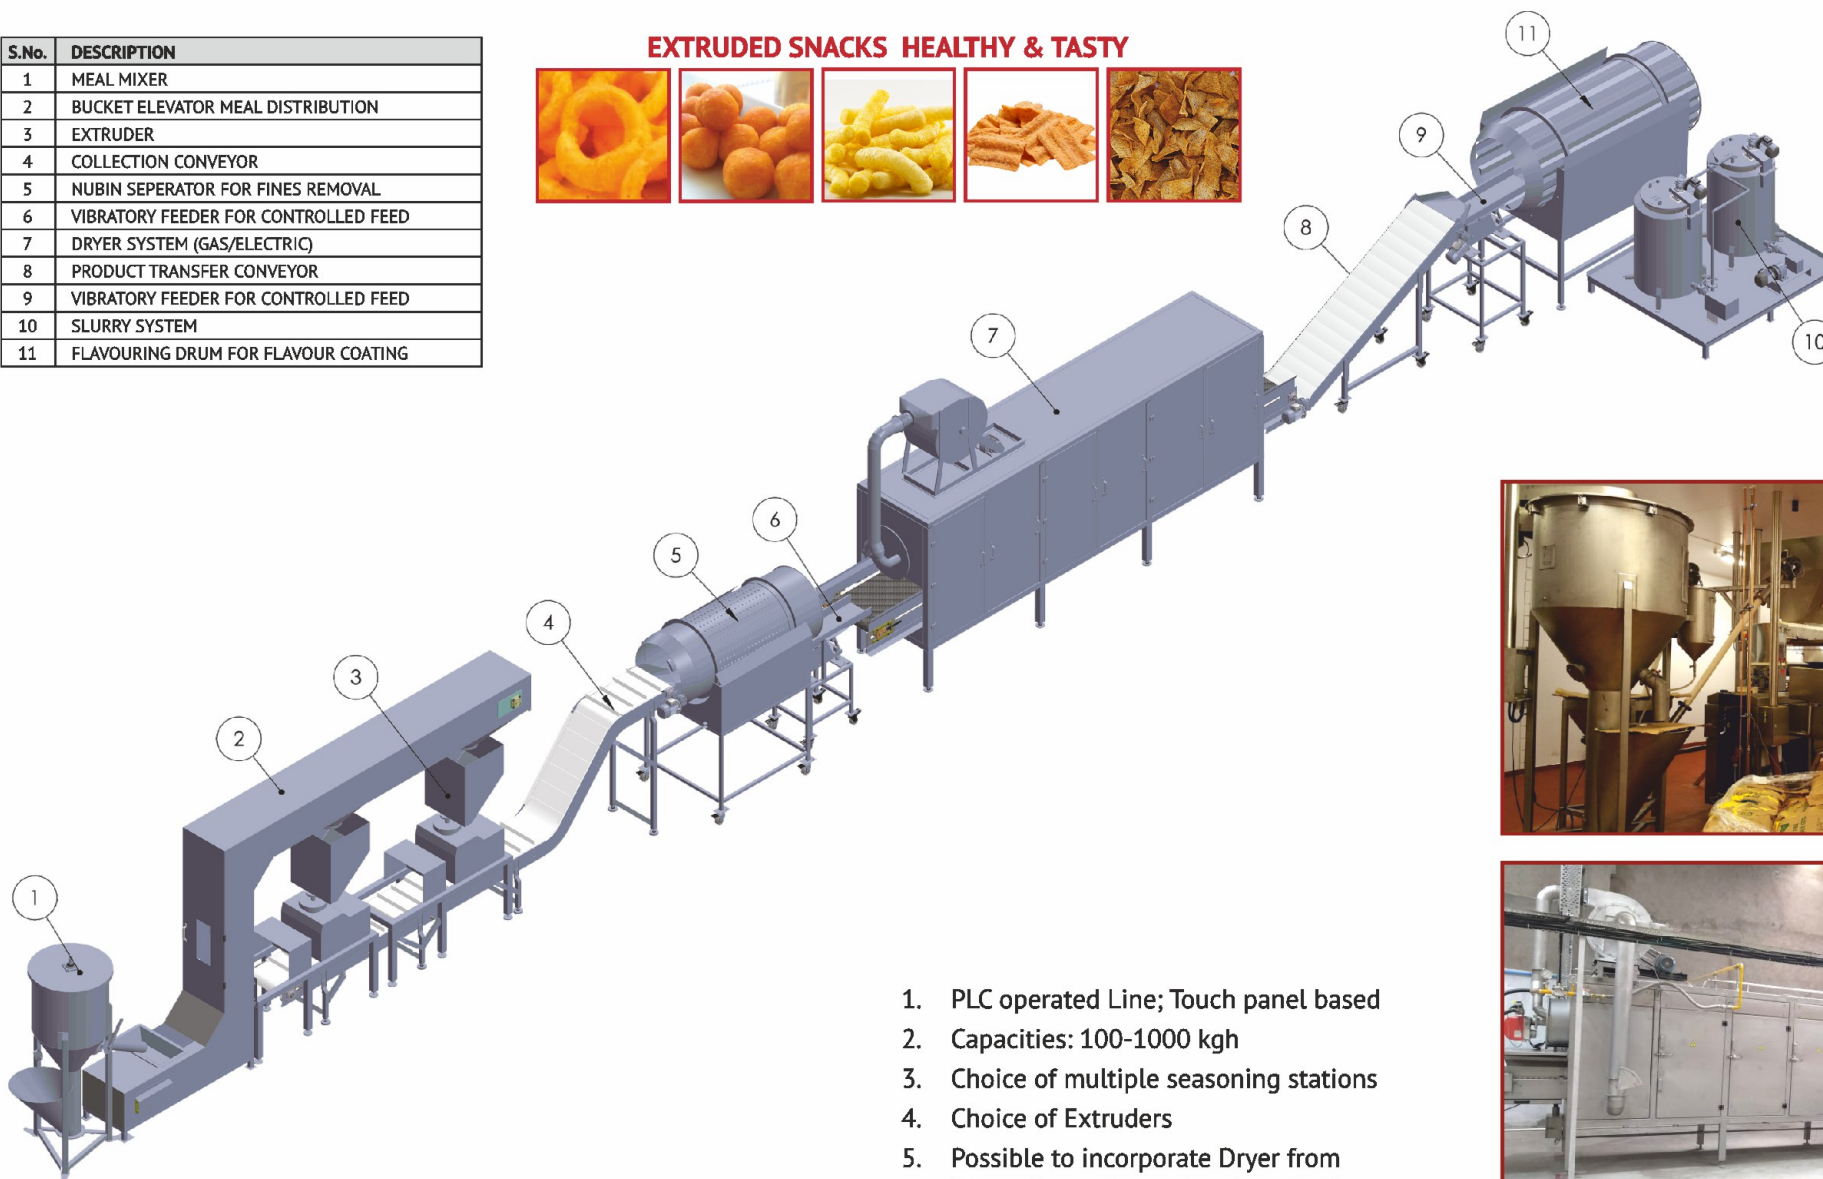 S.No. DESCRIPTION
1 MEAL MIXER
2 BUCKET ELEVATOR MEAL DISTRIBUTION
3 EXTRUDER
4 COLLECTION CONVEYOR
5 NUBIN SEPERATOR FOR FINES REMOVAL
6 VIBRATORY FEEDER FOR CONTROLLED FEED
7 DRYER SYSTEM (GAS/ELECTRIC)
8 PRODUCT TRANSFER CONVEYOR
9 VIBRATORY FEEDER FOR CONTROLLED FEED
10 SLURRY SYSTEM
11 FLAVOURING DRUM FOR FLAVOUR COATING
EXTRUDED SNACKS HEALTHY & TASTY
11
9
8
10
7
6
5
4
3
2
1
1. PLC operated Line; Touch panel based
2. Capacities: 100-1000 kgh
3. Choice of multiple seasoning stations
4. Choice of Extruders
5. Possible to incorporate Dryer from